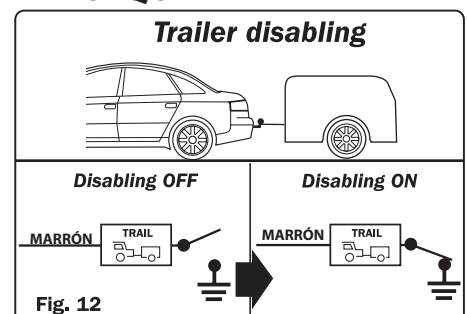 Trailer disabling
Disabling OFF
Disabling ON
MARRÓN
TRAIL
MARRÓN
TRAIL
Fig. 12